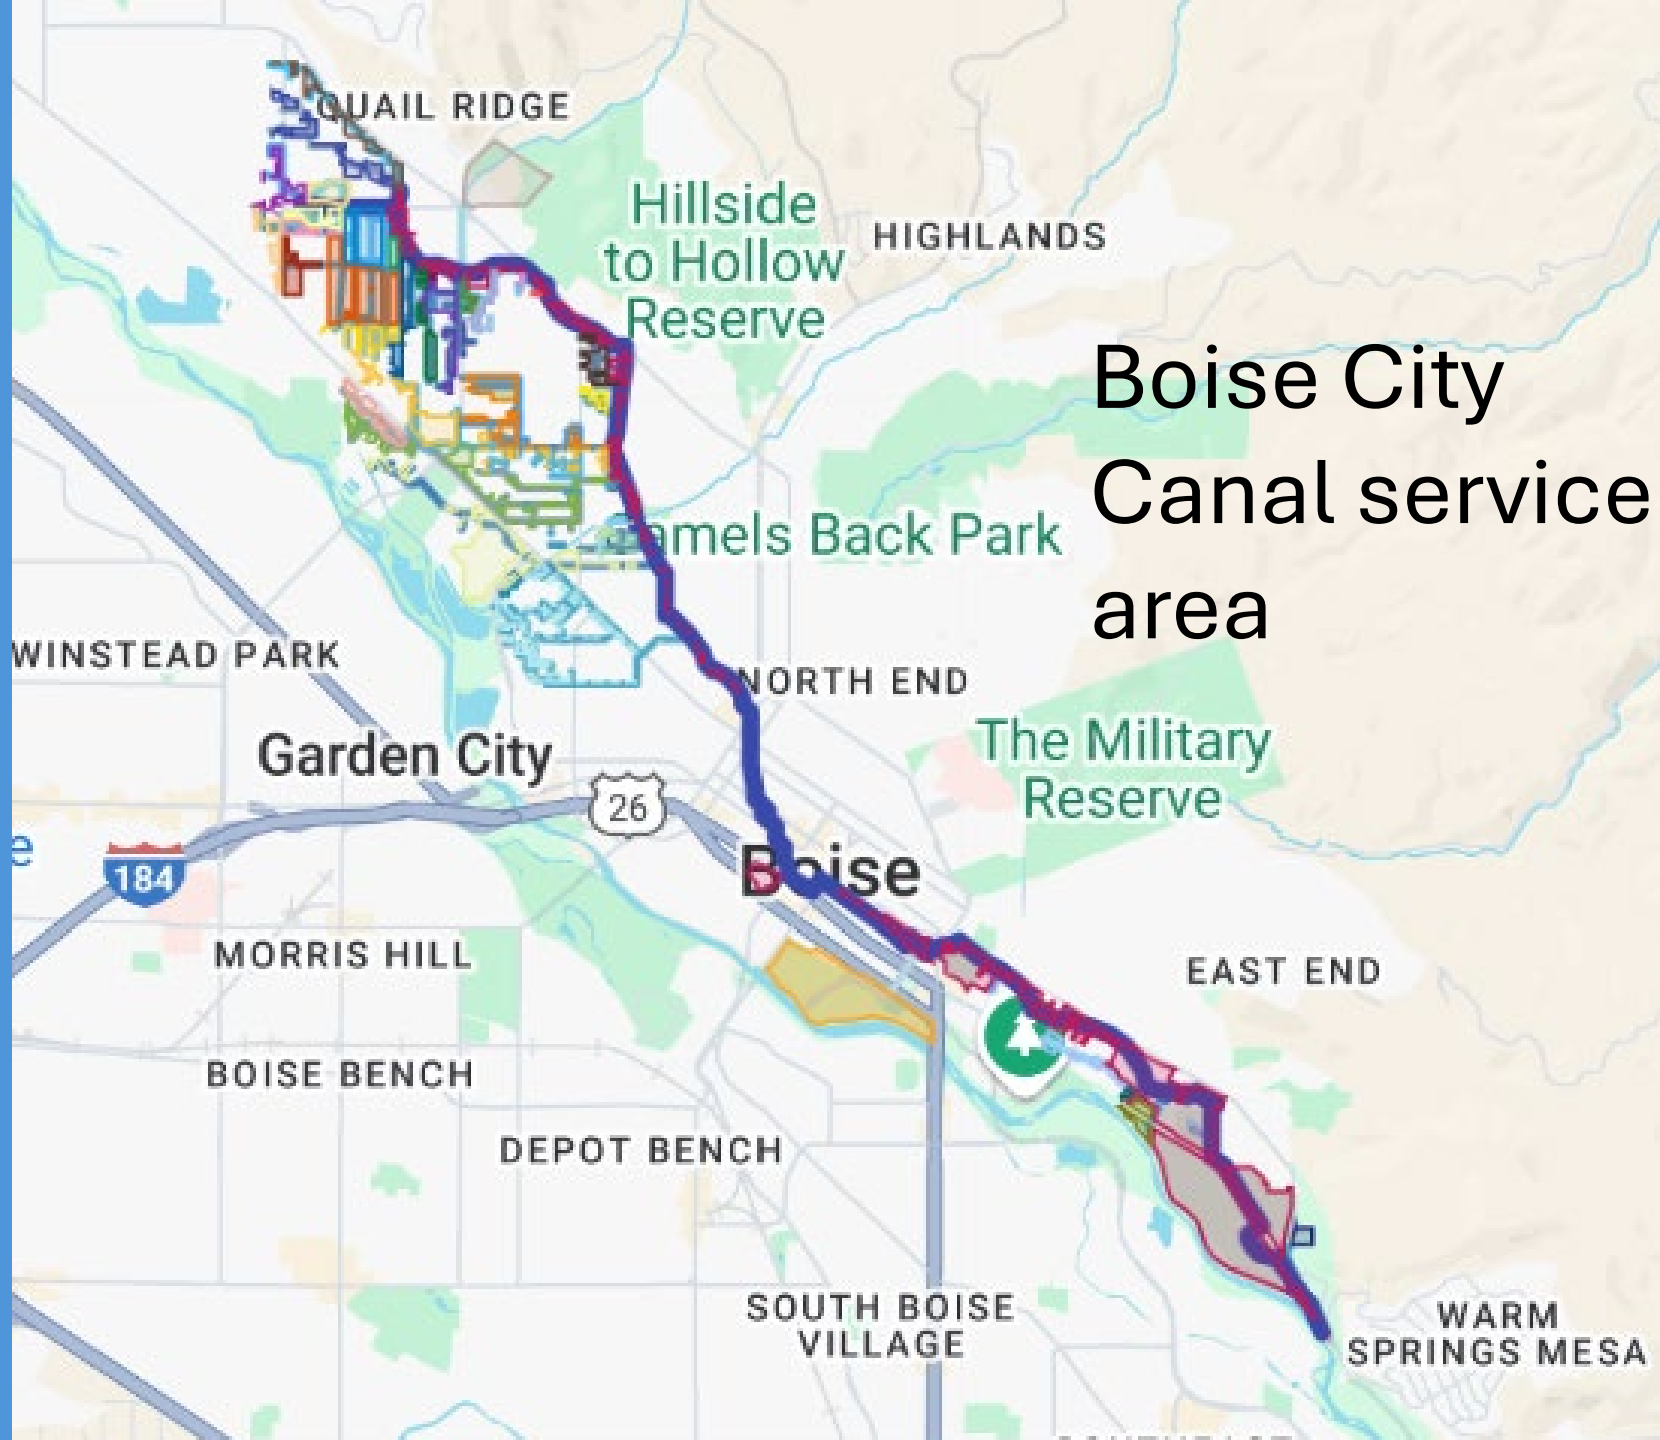 QUAIL RIDGE
Hillside
to Hollow
Reserve
HIGHLANDS
Boise City
Canal service
area
amels Back Park
WINSTEAD PARK
NORTH END
The Military
Reserve
Garden City
26
Boise
184
MORRIS HILL
EAST END
BOISE BENCH
DEPOT BENCH
SOUTH BOISE
VILLAGE
WARM
SPRINGS MESA